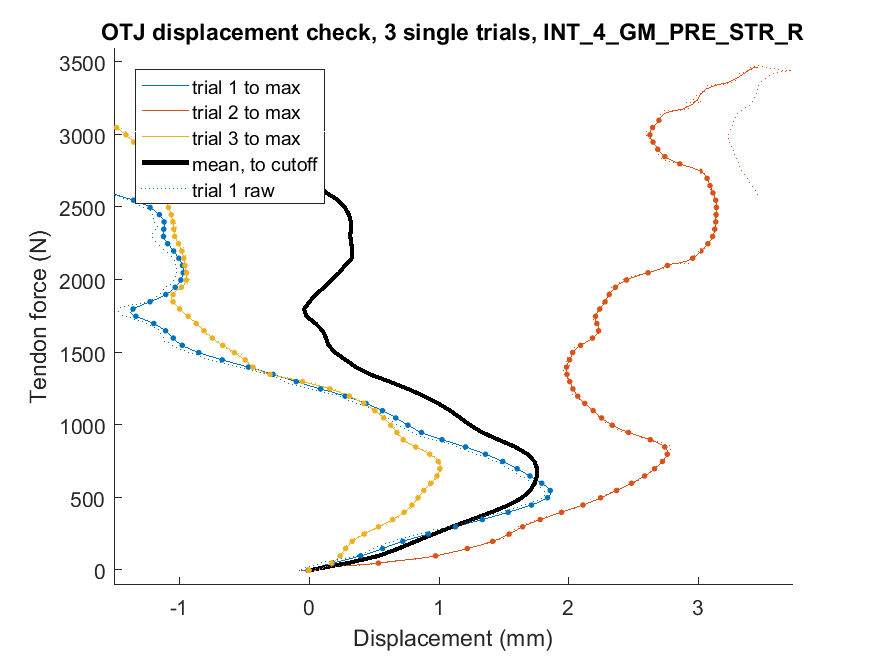 OTJ displacement check, 3 single trials, INT_4_GM_PRE_STR_R
3500
3000
2500
2000
1500
1000
500
0
Tendon force (N)
trial 1 to max
trial 2 to max
trial 3 to max
mean, to cutoff
trial 1 raw
-1
0
1
2
3
Displacement (mm)